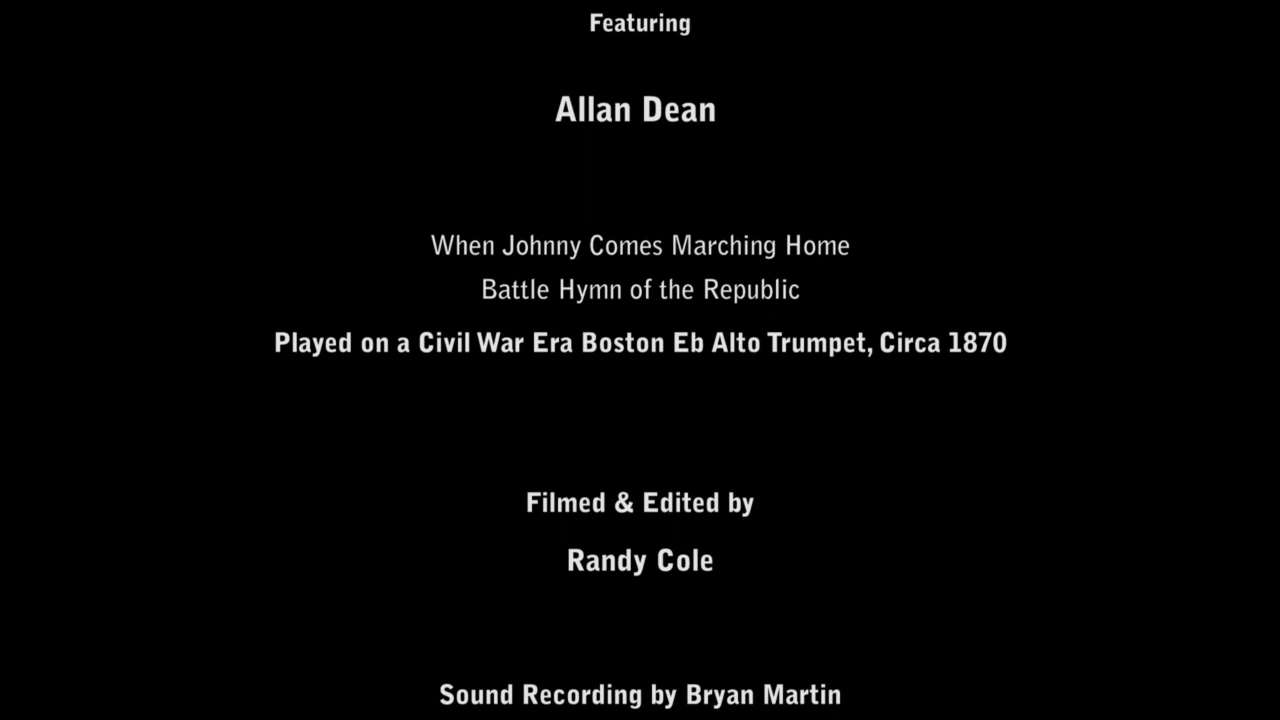 Featuring
Allan Dean
When Johnny Comes Marching Home
Battle Hymn of the Republic
Played on a Civil War Era Boston Eb Alto Trumpet, Circa 1870
Filmed & Edited by
Randy Cole
Sound Recording by Bryan Martin